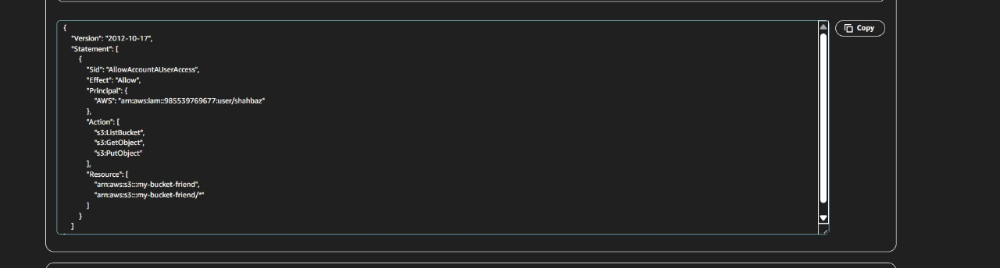 {
"Version": "2012-10-17",
"Statement": [
{
"Sid": "AllowAccountAUserAccess",
"Effect": "Allow",
"Principal": {
"AWS": "arn:aws:iam::985539769677:user/shahbaz"
},
"Action": [
"s3:ListBucket",
"s3:GetObject",
"s3:PutObject"
],
"Resource": [
"arn:aws:s3:::my-bucket-friend",
"arn:aws:s3:::my-bucket-friend/*"
]
}
]
Copy